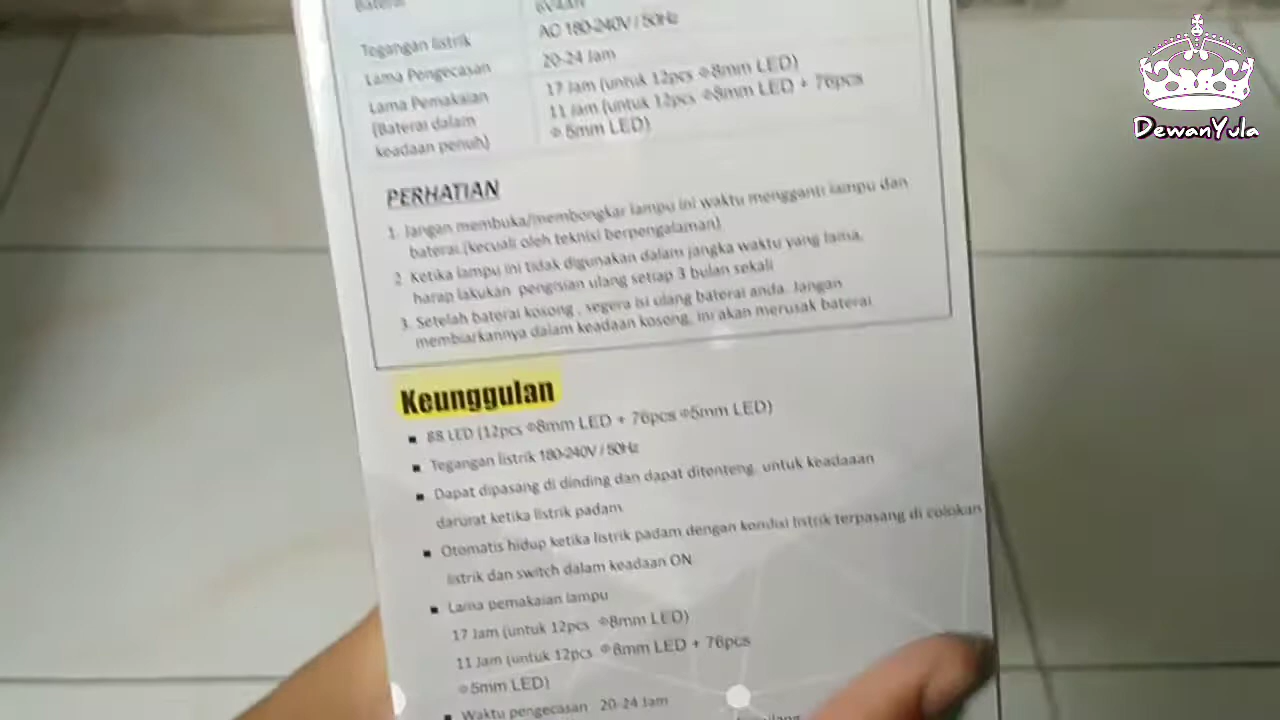 DewanYula
Baterai
Tegangan listrik AC 180-240V / 50Hz
Lama Pengecasan 20-24 Jam
Lama Pemakaian 17 Jam (untuk 12pcs ⌀8mm LED)
(Baterai dalam 11 Jam (untuk 12pcs ⌀8mm LED + 76pcs
keadaan penuh) ⌀5mm LED)
PERHATIAN
1. Jangan membuka/membongkar lampu ini waktu mengganti lampu dan
baterai.(kecuali oleh teknisi berpengalaman)
2. Ketika lampu ini tidak digunakan dalam jangka waktu yang lama,
harap lakukan pengisian ulang setiap 3 bulan sekali
3. Setelah baterai kosong , segera isi ulang baterai anda. Jangan
membiarkannya dalam keadaan kosong, ini akan merusak baterai
Keunggulan
▪ 88 LED (12pcs ⌀8mm LED + 76pcs ⌀5mm LED)
▪ Tegangan listrik 180-240V / 50Hz
▪ Dapat dipasang di dinding dan dapat ditenteng, untuk keadaaan
darurat ketika listrik padam
▪ Otomatis hidup ketika listrik padam dengan kondisi listrik terpasang di colokan
listrik dan switch dalam keadaan ON
▪ Lama pemakaian lampu
17 Jam (untuk 12pcs ⌀8mm LED)
11 Jam (untuk 12pcs ⌀8mm LED + 76pcs
⌀5mm LED)
▪ Waktu pengecasan 20-24 Jam